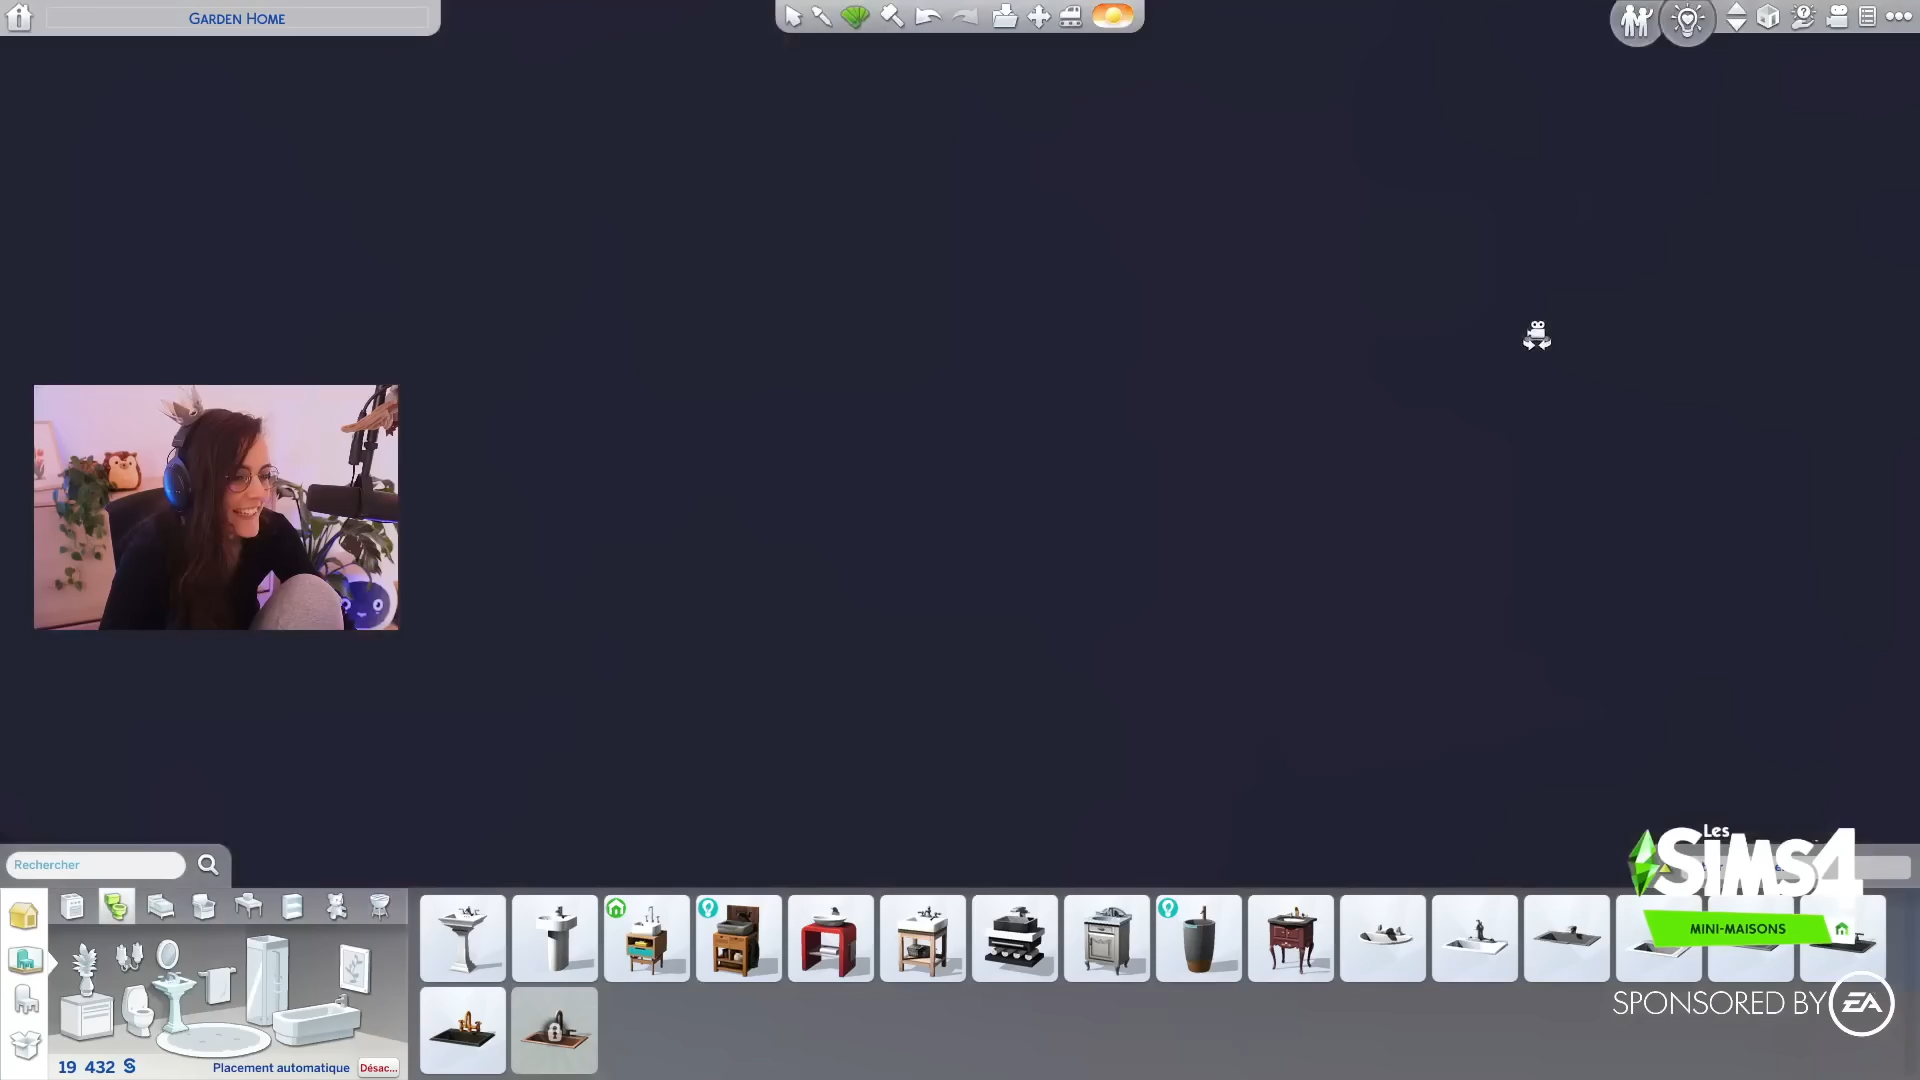 GARDEN HOME
Rechercher
Les
SIMS4
MINI-MAISONS
SPONSORED BY EA
19 432 §
Placement automatique
Désac...